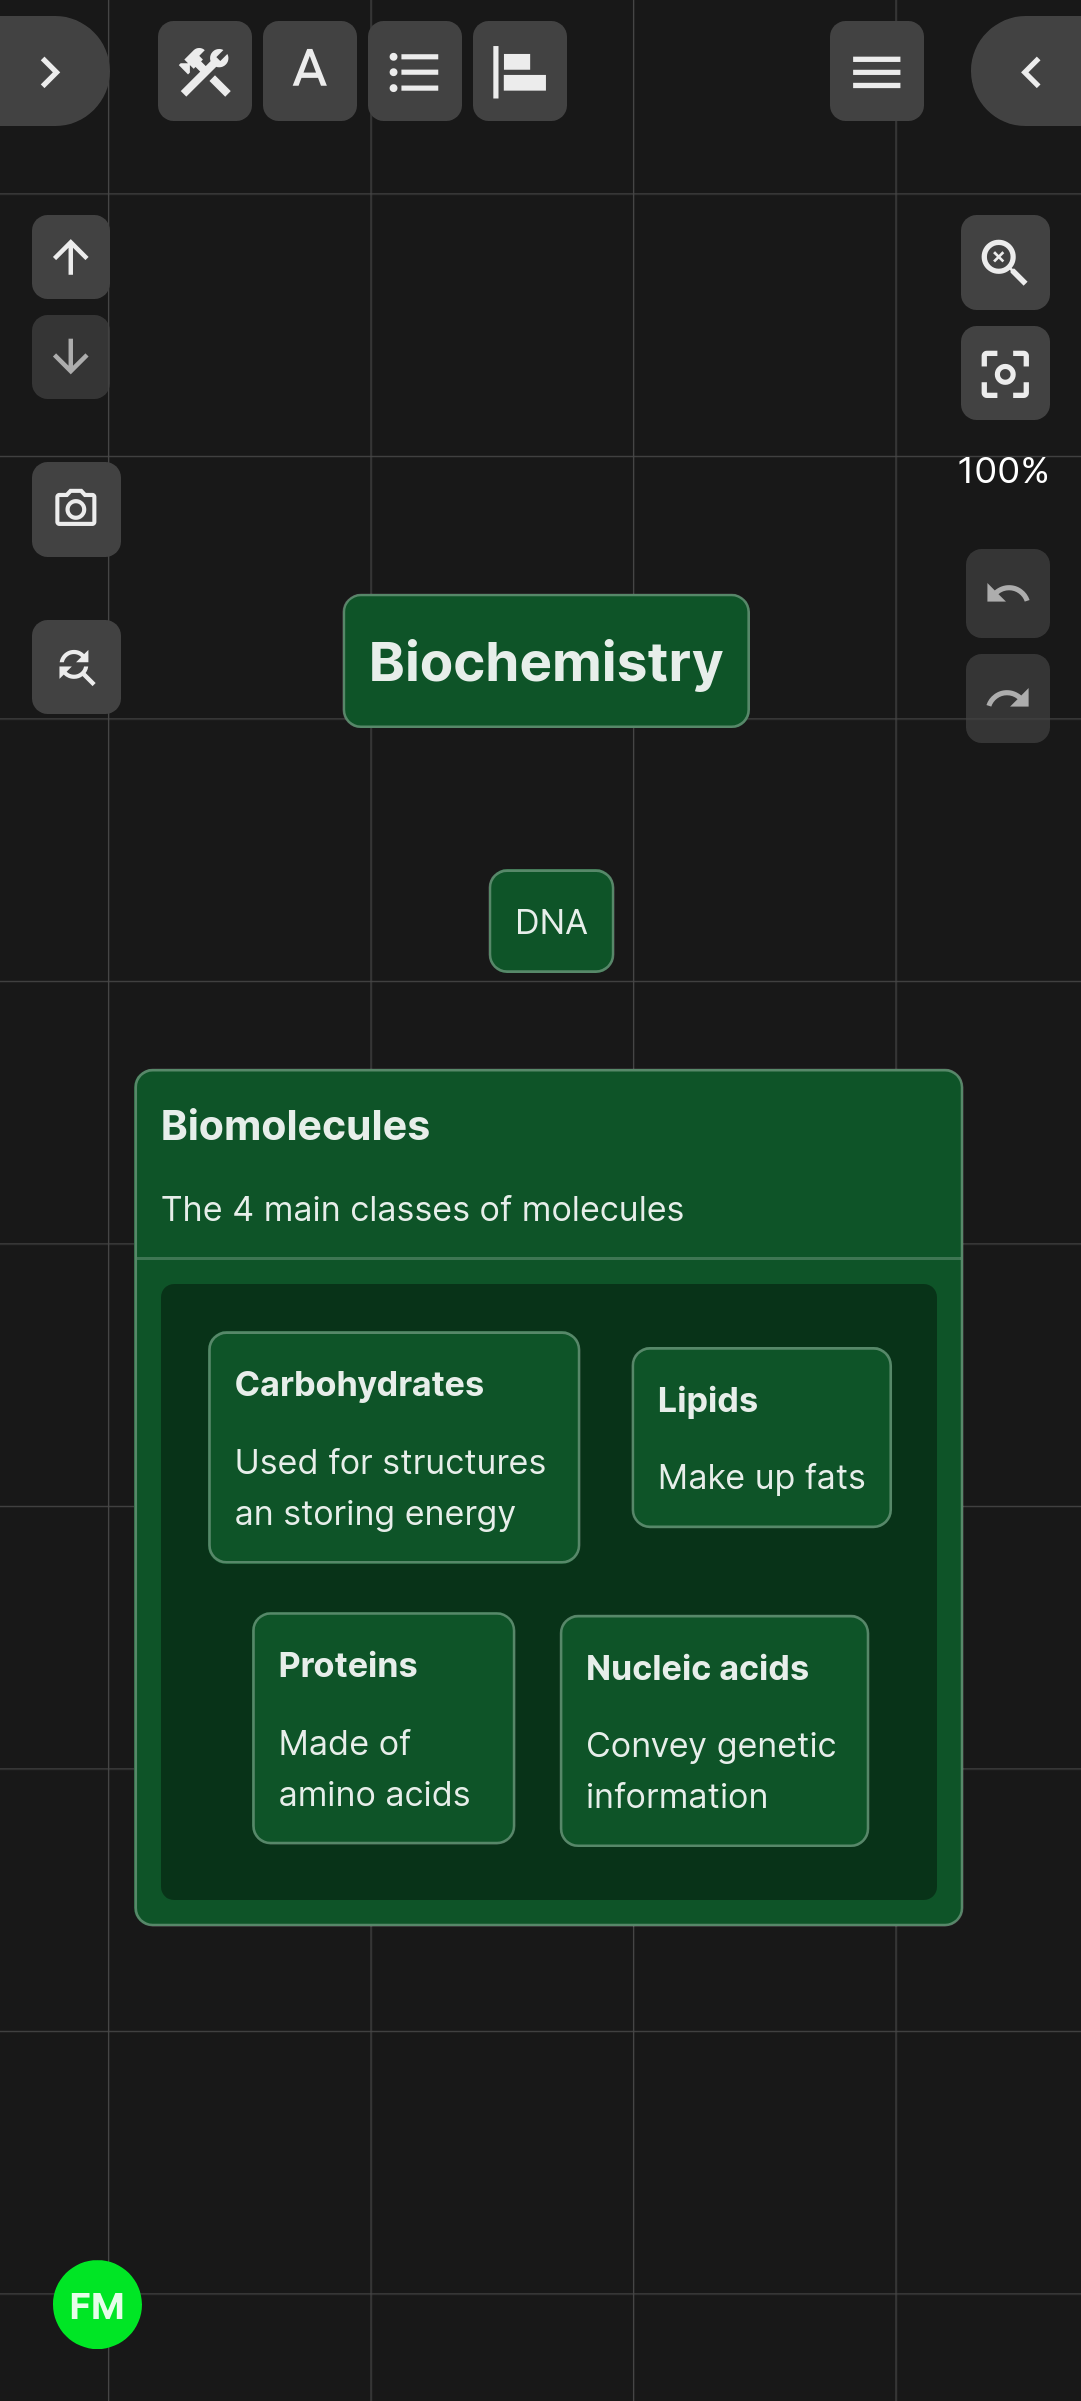 A
100%
Biochemistry
DNA
Biomolecules
The 4 main classes of molecules
Carbohydrates
Used for structures
an storing energy
Lipids
Make up fats
Proteins
Made of
amino acids
Nucleic acids
Convey genetic
information
FM